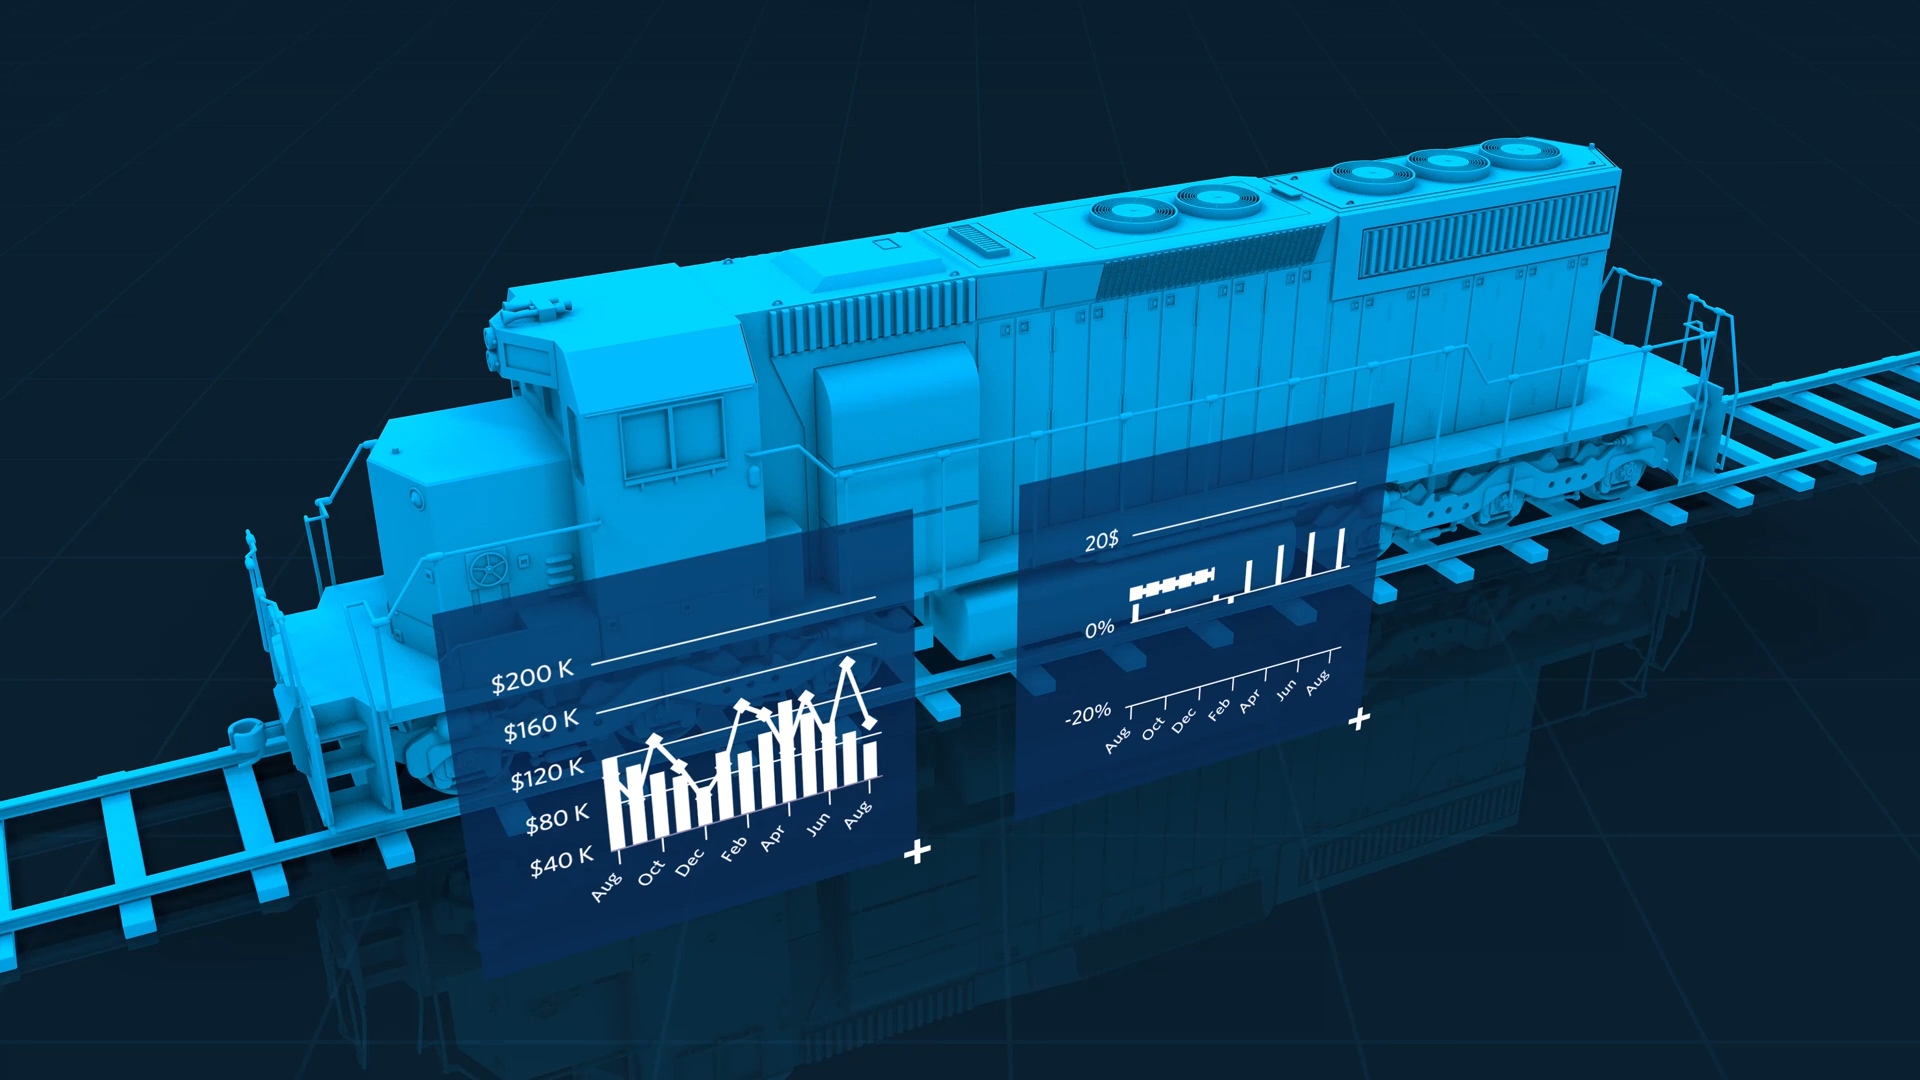 $200 K
$160 K
$120 K
$80 K
$40 K
Aug Oct Dec Feb Apr Jun Aug
20$
0%
-20%
Aug Oct Dec Feb Apr Jun Aug